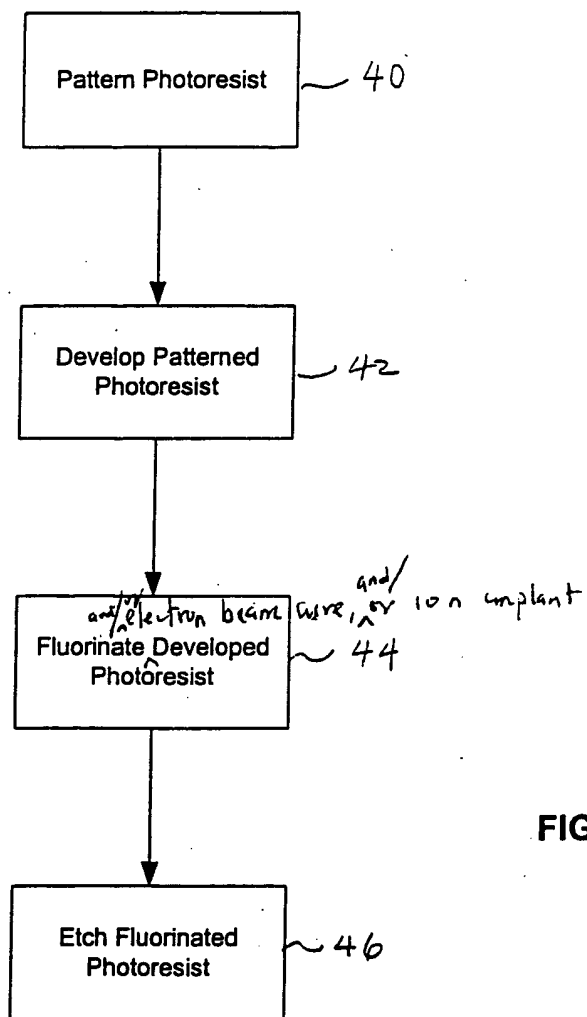 Pattern Photoresist
40
Develop Patterned
Photoresist
42
and/or electron beam cure, and/or ion implant
Fluorinate Developed
Photoresist
44
FIG
Etch Fluorinated
Photoresist
46